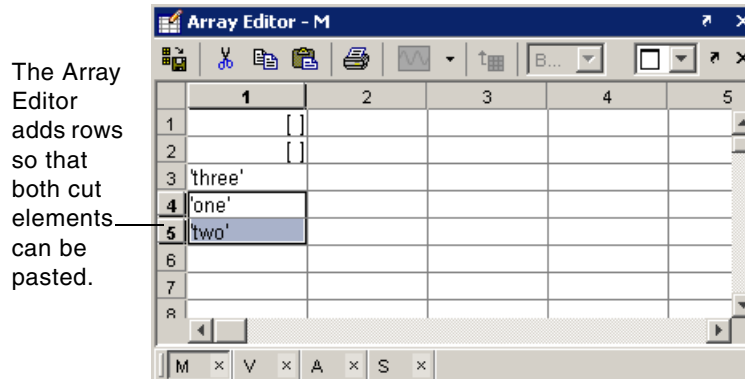 The Array
Editor
adds rows
so that
both cut
elements
can be
pasted.
Array Editor - M
B...
1 2 3 4 5
1 [ ]
2 [ ]
3 'three'
4 'one'
5 'two'
6
7
8
M × V × A × S ×